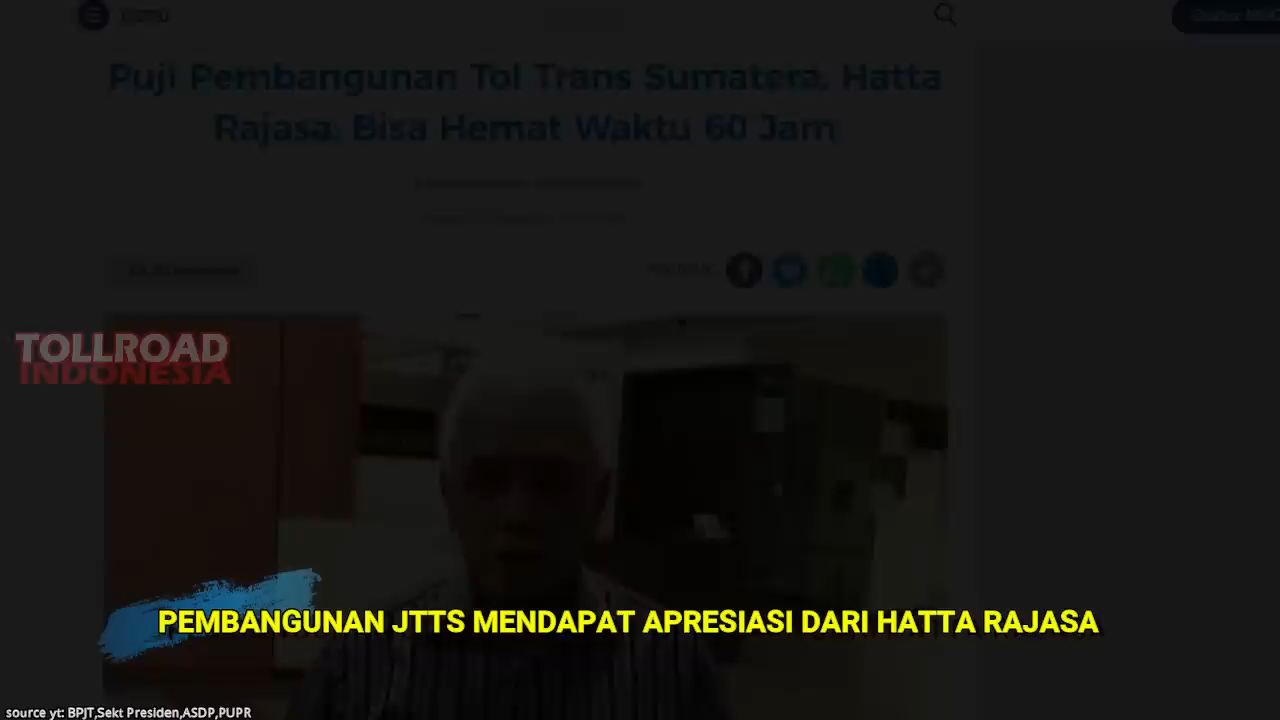 Menu
Puji Pembangunan Tol Trans Sumatera, Hatta
Rajasa: Bisa Hemat Waktu 60 Jam
TOLLROAD
INDONESIA
PEMBANGUNAN JTTS MENDAPAT APRESIASI DARI HATTA RAJASA
source yt: BPJT,Sekt Presiden,ASDP,PUPR